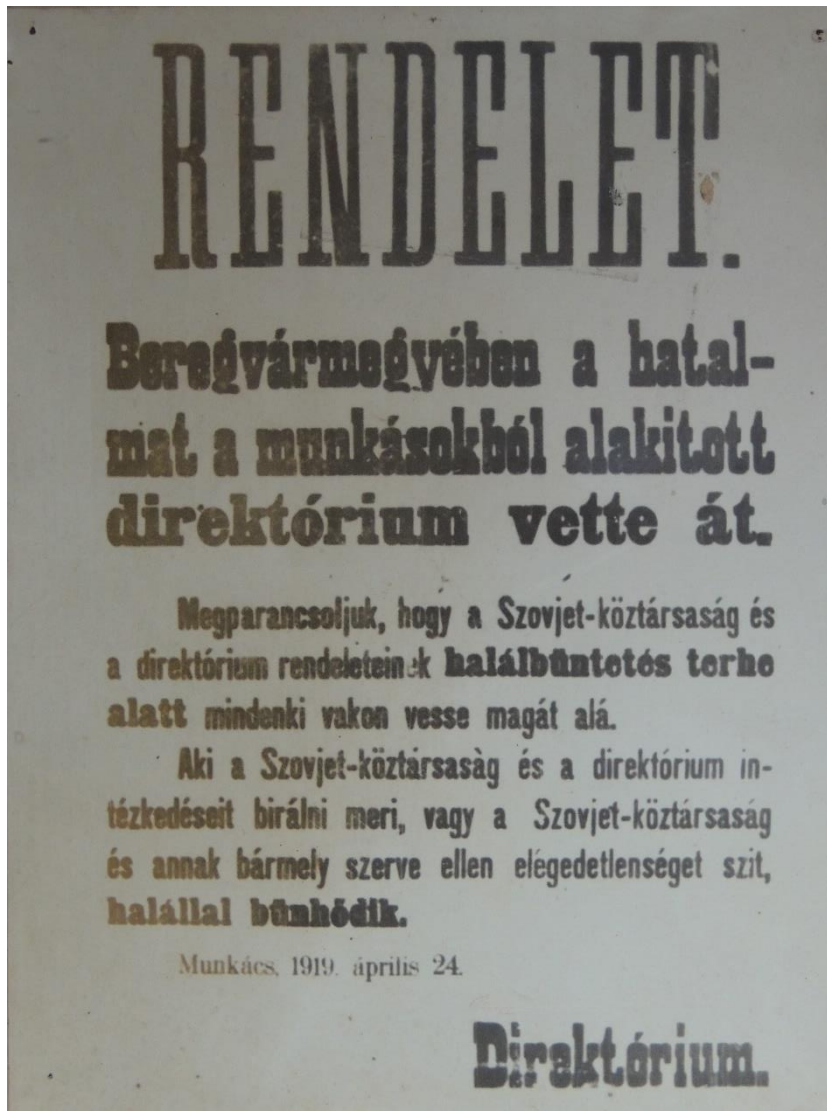 RENDELET.
Beregvármegyében a hatal-
mat a munkásokból alakitott
direktórium vette át.
Megparancsoljuk, hogy a Szovjet-köztársaság és
a direktórium rendeleteinek halálbüntetés terhe
alatt mindenki vakon vesse magát alá.
Aki a Szovjet-köztársasàg és a direktórium in-
tézkedéseit birálni meri, vagy a Szovjet-köztársaság
és annak bármely szerve ellen elégedetlenséget szit,
halállal bünhődik.
Munkács, 1919. április 24.
Direktórium.